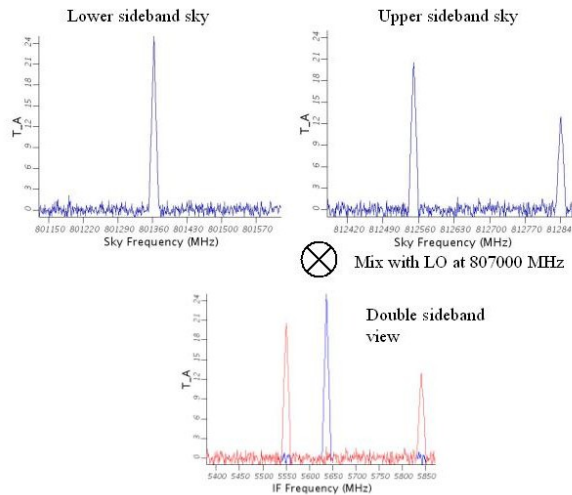 Lower sideband sky
Upper sideband sky
24
21
18
15
12
9
6
3
0
T_A
801150 801220 801290 801360 801430 801500 801570
Sky Frequency (MHz)
24
21
18
15
12
9
6
3
0
T_A
812420 812490 812560 812630 812700 812770 81284
Sky Frequency (MHz)
Mix with LO at 807000 MHz
Double sideband
view
24
21
18
15
12
9
6
3
0
T_A
5400 5450 5500 5550 5600 5650 5700 5750 5800 5850
IF Frequency (MHz)